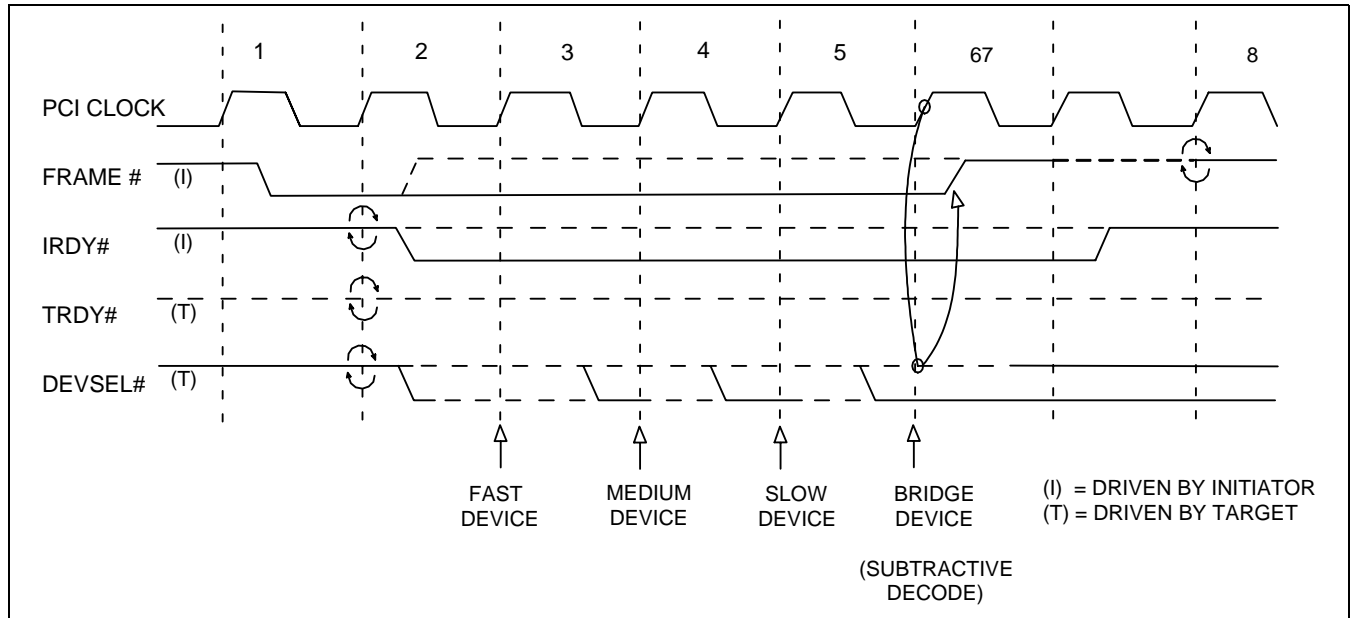 1 2 3 4 5 67 8
PCI CLOCK
FRAME # (I)
IRDY# (I)
TRDY# (T)
DEVSEL# (T)
FAST
DEVICE
MEDIUM
DEVICE
SLOW
DEVICE
BRIDGE
DEVICE
(SUBTRACTIVE
DECODE)
(I) = DRIVEN BY INITIATOR
(T) = DRIVEN BY TARGET